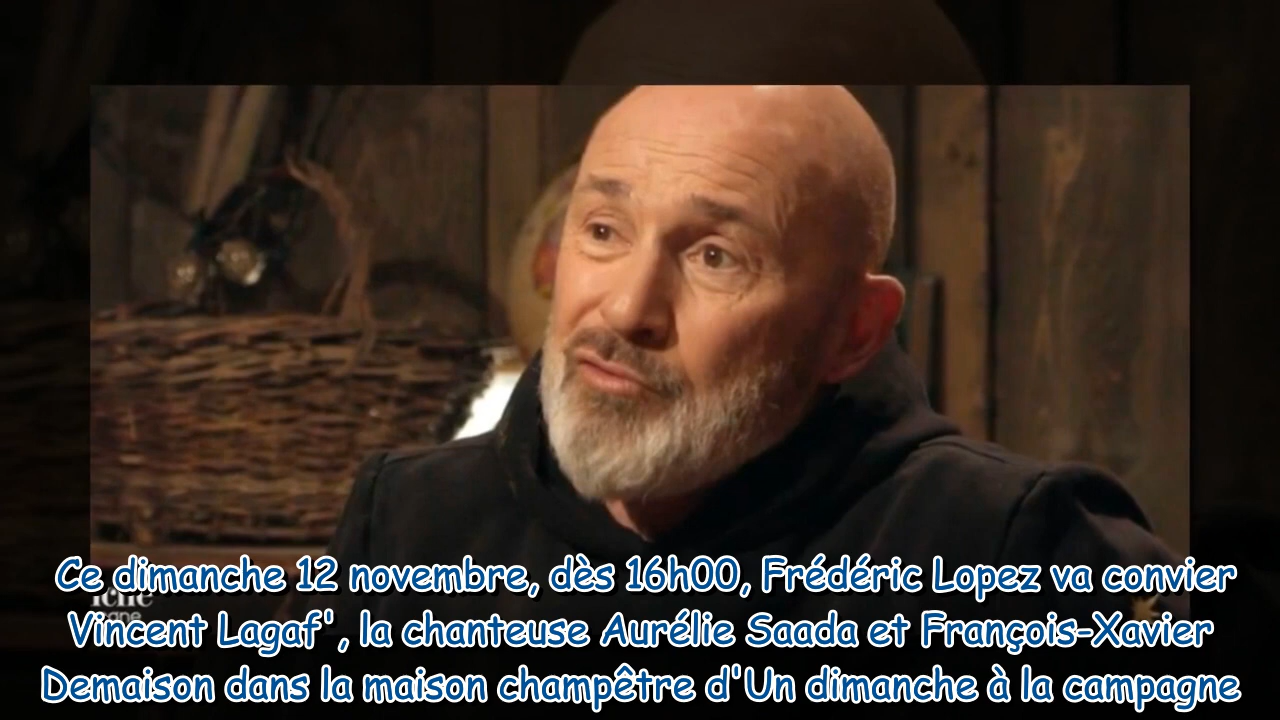 Ce dimanche 12 novembre, dès 16h00, Frédéric Lopez va convier
Vincent Lagaf', la chanteuse Aurélie Saada et François-Xavier
Demaison dans la maison champêtre d'Un dimanche à la campagne